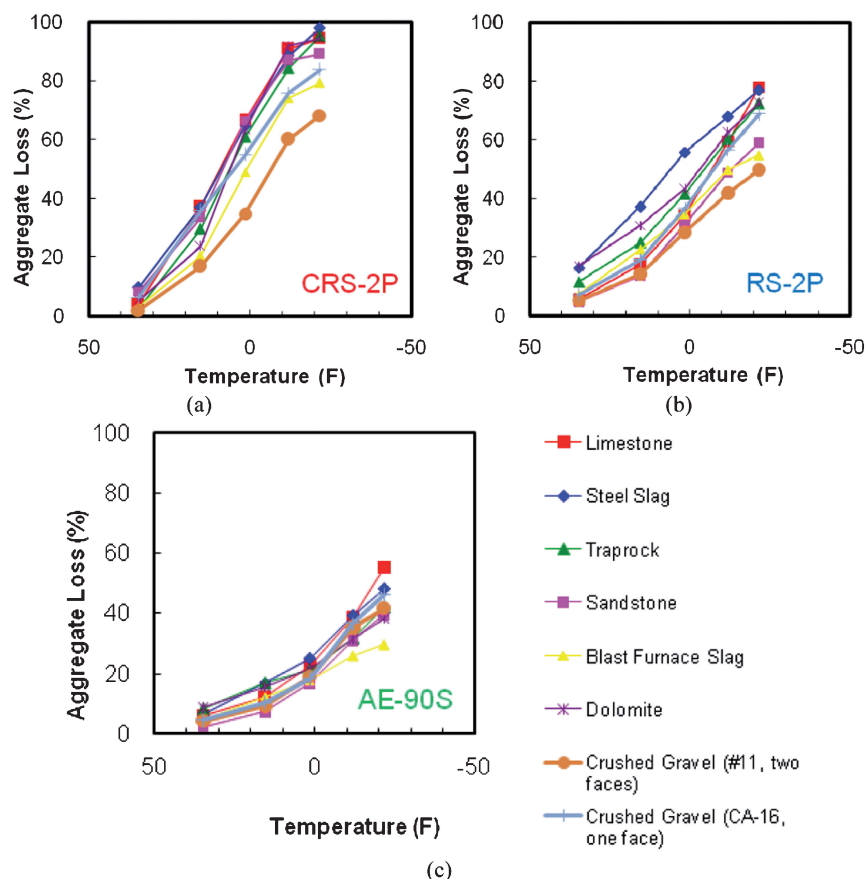 100
80
60
40
20
0
Aggregate Loss (%)
CRS-2P
50
0
-50
Temperature (F)
(a)
100
80
60
40
20
0
Aggregate Loss (%)
RS-2P
50
0
-50
Temperature (F)
(b)
100
80
60
40
20
0
Aggregate Loss (%)
AE-90S
50
0
-50
Temperature (F)
(c)
Limestone
Steel Slag
Traprock
Sandstone
Blast Furnace Slag
Dolomite
Crushed Gravel (#11, two
faces)
Crushed Gravel (CA-16,
one face)